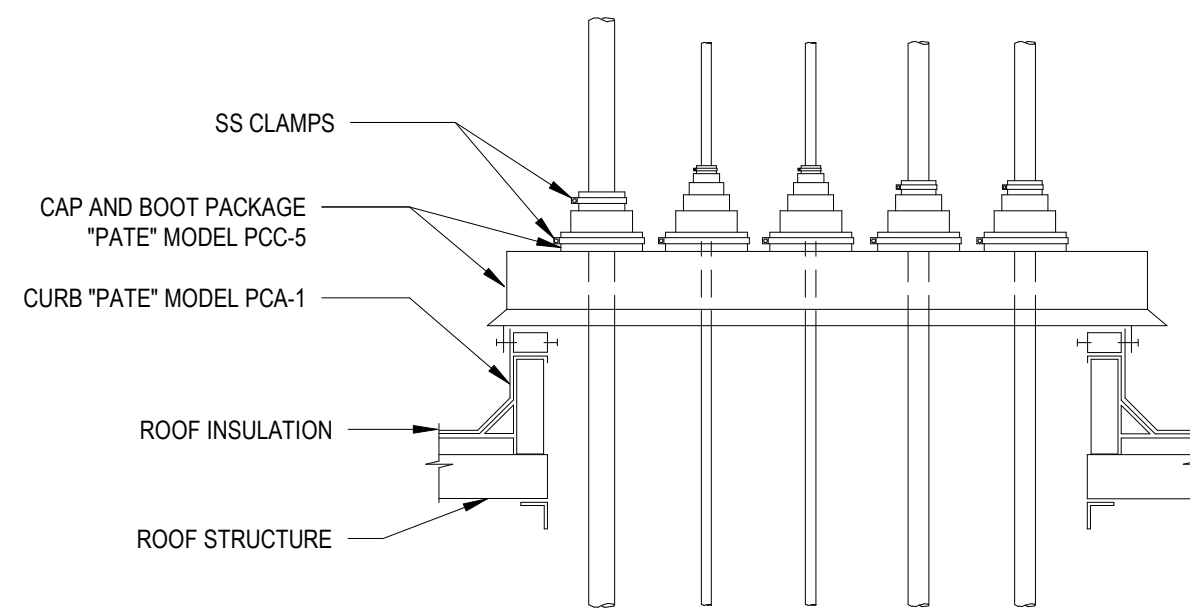 SS CLAMPS
CAP AND BOOT PACKAGE
"PATE" MODEL PCC-5
CURB "PATE" MODEL PCA-1
ROOF INSULATION
ROOF STRUCTURE